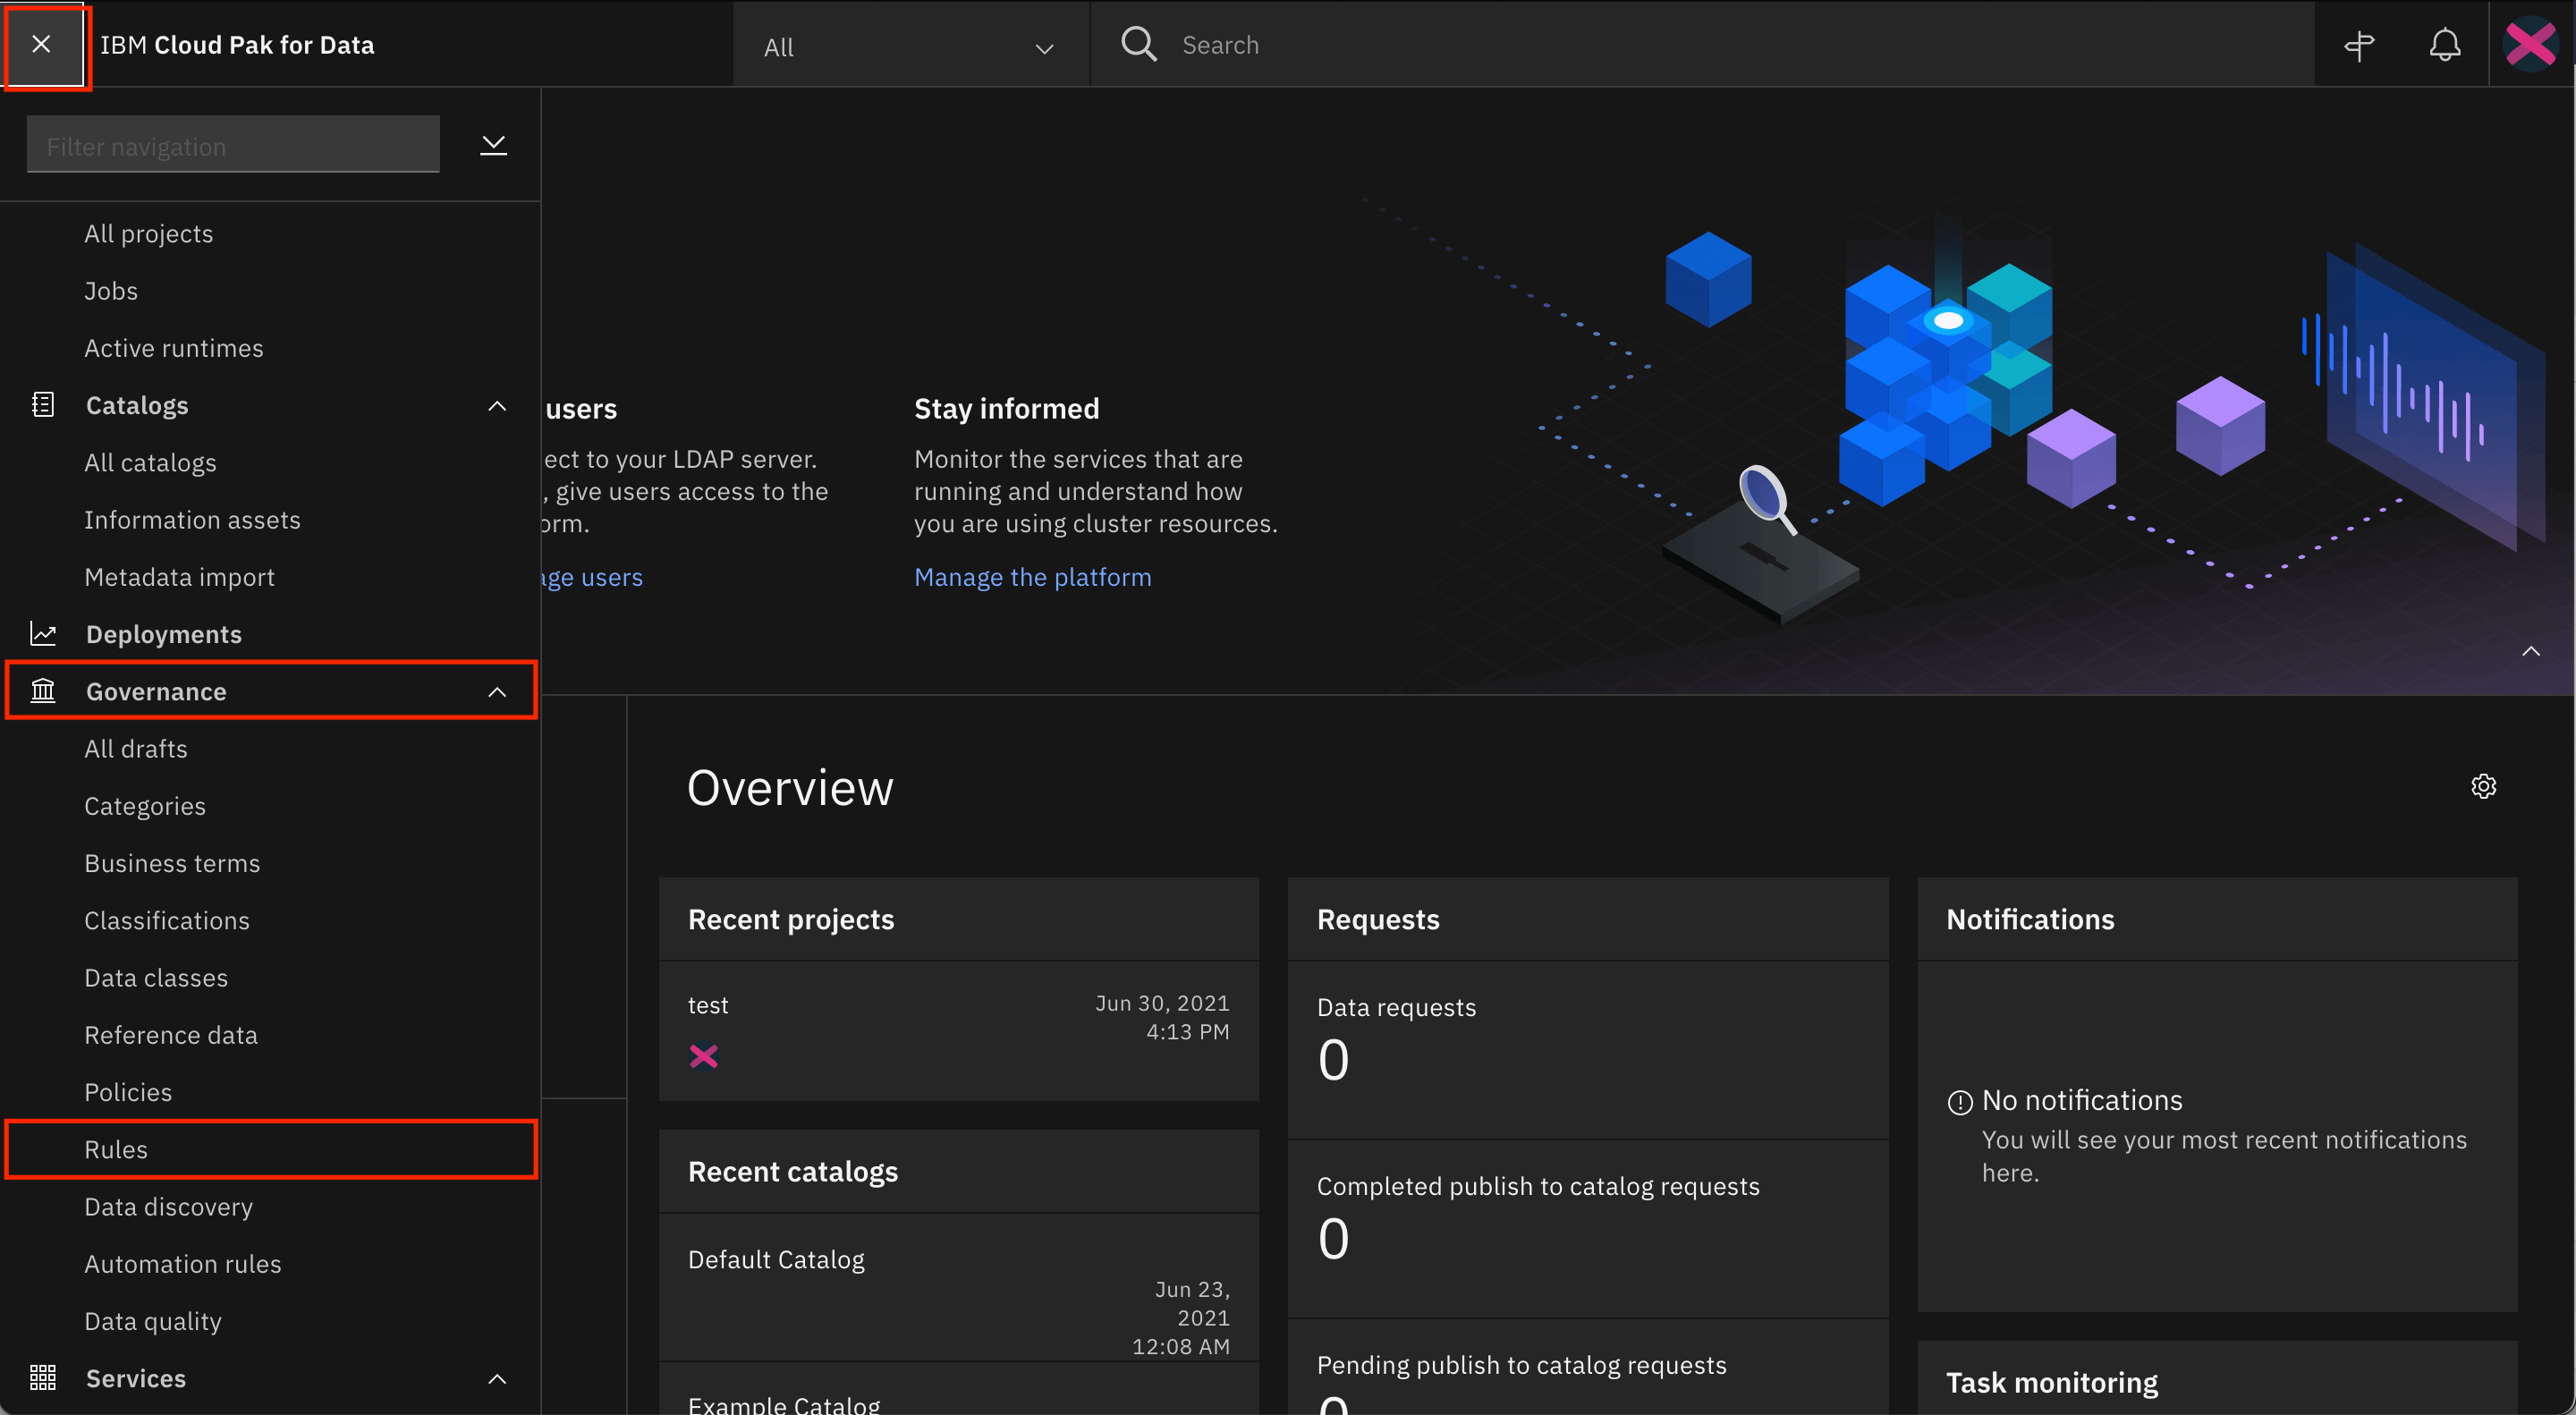 IBM Cloud Pak for Data
All
Search
Filter navigation
All projects
Jobs
Active runtimes
Catalogs
All catalogs
Information assets
Metadata import
Deployments
Governance
All drafts
Categories
Business terms
Classifications
Data classes
Reference data
Policies
Rules
Data discovery
Automation rules
Data quality
Services
users
ect to your LDAP server.
, give users access to the
orm.
age users
Stay informed
Monitor the services that are
running and understand how
you are using cluster resources.
Manage the platform
Overview
Recent projects
test
Jun 30, 2021
4:13 PM
Recent catalogs
Default Catalog
Jun 23,
2021
12:08 AM
Example Catalog
Requests
Data requests
0
Completed publish to catalog requests
0
Pending publish to catalog requests
0
Notifications
No notifications
You will see your most recent notifications
here.
Task monitoring